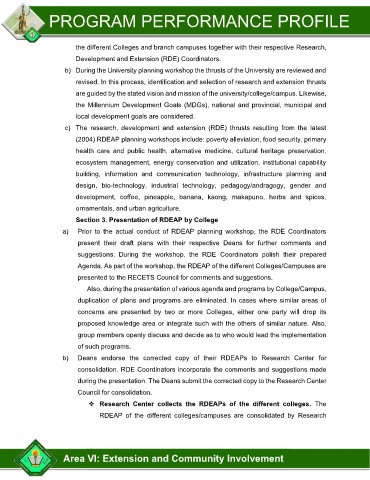 PROGRAM PERFORMANCE PROFILE
the different Colleges and branch campuses together with their respective Research,
Development and Extension (RDE) Coordinators.
b) During the University planning workshop the thrusts of the University are reviewed and
revised. In this process, identification and selection of research and extension thrusts
are guided by the stated vision and mission of the university/college/campus. Likewise,
the Millennium Development Goals (MDGs), national and provincial, municipal and
local development goals are considered.
c) The research, development and extension (RDE) thrusts resulting from the latest
(2004) RDEAP planning workshops include: poverty alleviation, food security, primary
health care and public health, alternative medicine, cultural heritage preservation,
ecosystem management, energy conservation and utilization, institutional capability
building, information and communication technology, infrastructure planning and
design, bio-technology, industrial technology, pedagogy/andragogy, gender and
development, coffee, pineapple, banana, kaong, makapuno, herbs and spices,
ornamentals, and urban agriculture.
Section 3. Presentation of RDEAP by College
a) Prior to the actual conduct of RDEAP planning workshop, the RDE Coordinators
present their draft plans with their respective Deans for further comments and
suggestions. During the workshop, the RDE Coordinators polish their prepared
Agenda. As part of the workshop, the RDEAP of the different Colleges/Campuses are
presented to the RECETS Council for comments and suggestions.
Also, during the presentation of various agenda and programs by College/Campus,
duplication of plans and programs are eliminated. In cases where similar areas of
concerns are presented by two or more Colleges, either one party will drop its
proposed knowledge area or integrate such with the others of similar nature. Also,
group members openly discuss and decide as to who would lead the implementation
of such programs.
b) Deans endorse the corrected copy of their RDEAPs to Research Center for
consolidation. RDE Coordinators incorporate the comments and suggestions made
during the presentation. The Deans submit the corrected copy to the Research Center
Council for consolidation.
❖ Research Center collects the RDEAPs of the different colleges. The
RDEAP of the different colleges/campuses are consolidated by Research
Area VI: Extension and Community Involvement